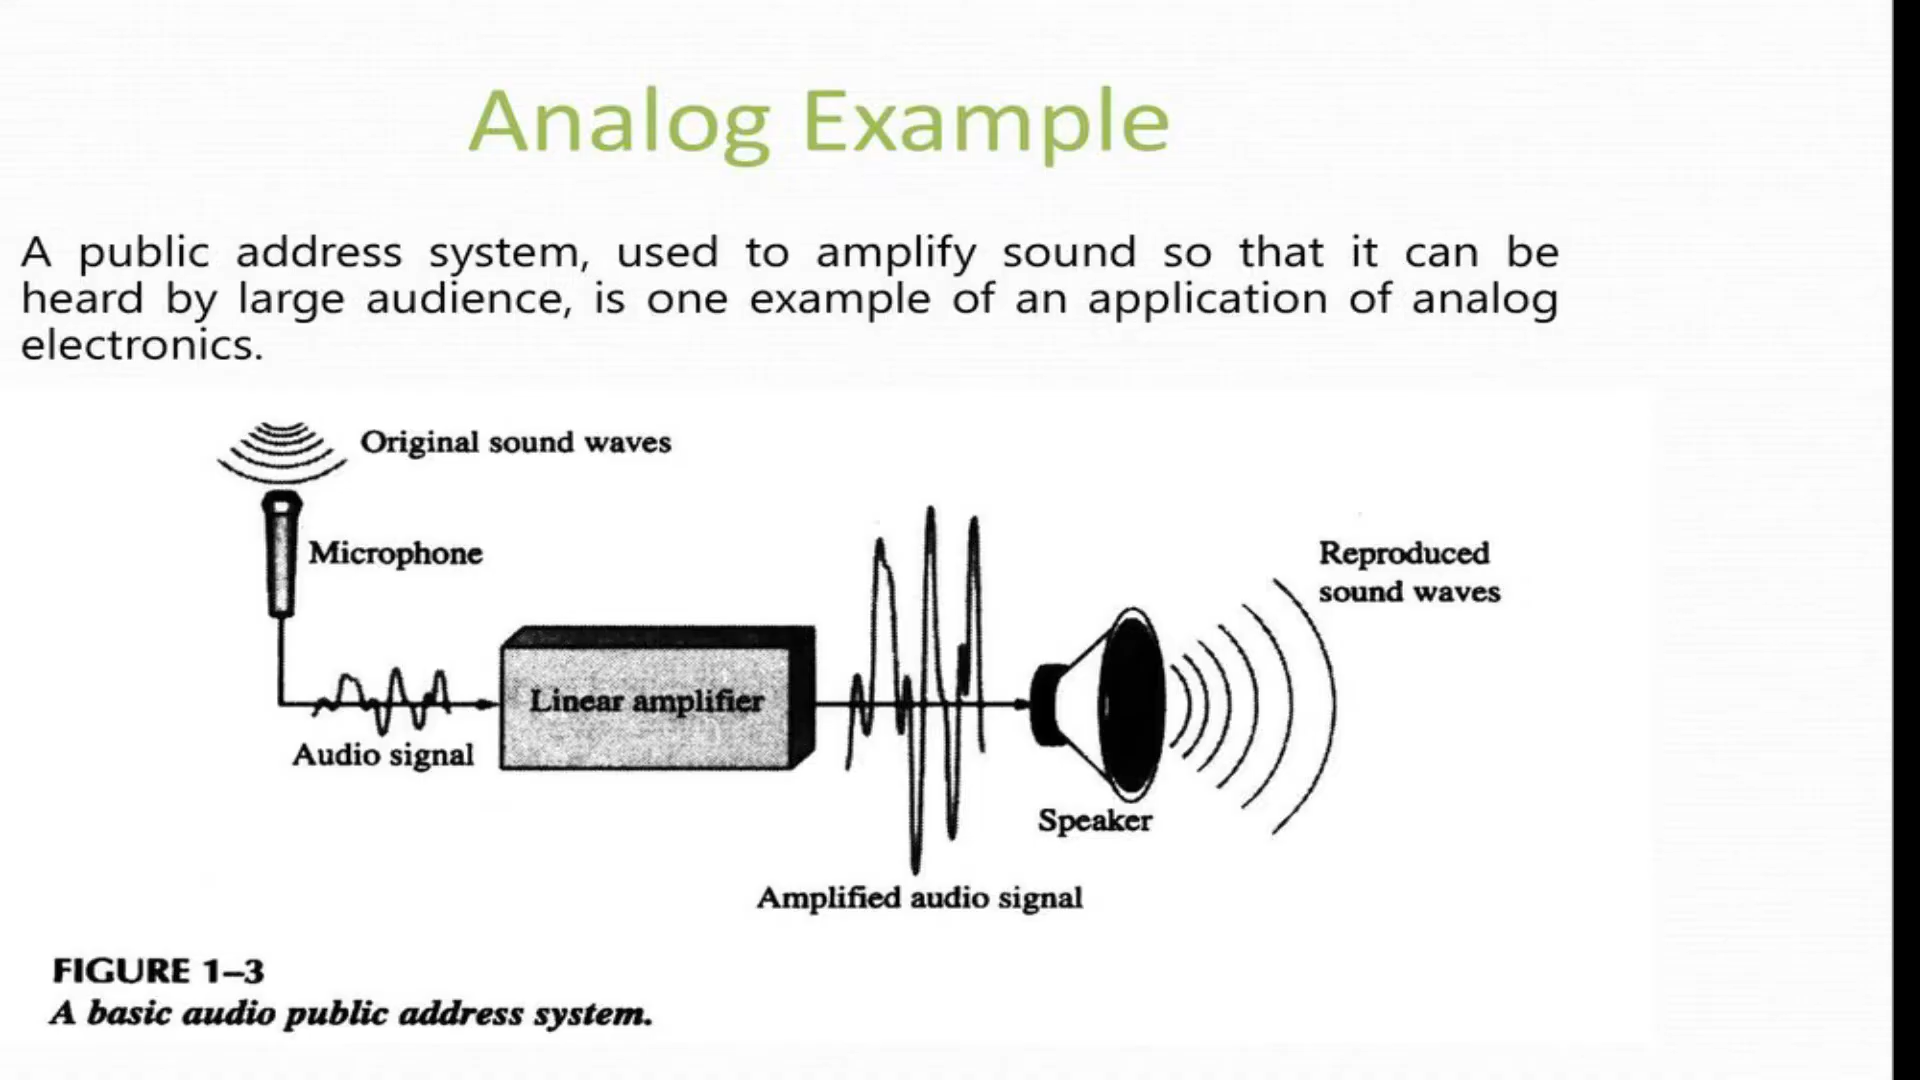 Analog Example
A public address system, used to amplify sound so that it can be
heard by large audience, is one example of an application of analog
electronics.
Original sound waves
Microphone
Reproduced
sound waves
Linear amplifier
Audio signal
Speaker
Amplified audio signal
FIGURE 1–3
A basic audio public address system.